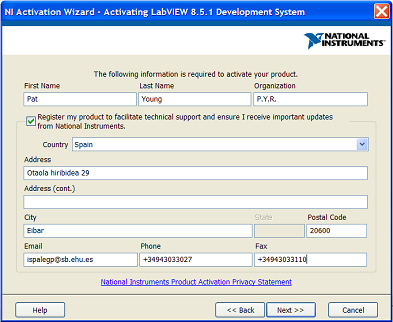 NI Activation Wizard - Activating LabVIEW 8.5.1 Development System
NATIONAL
INSTRUMENTS
The following information is required to activate your product.
First Name Last Name Organization
Pat Young P.Y.R.
Register my product to facilitate technical support and ensure I receive important updates
from National Instruments.
Country Spain
Address
Otaola hiribidea 29
Address (cont.)
City State Postal Code
Eibar 20600
Email Phone Fax
ispalegp@sb.ehu.es +34943033027 +34943033110
National Instruments Product Activation Privacy Statement
Help << Back Next >> Cancel